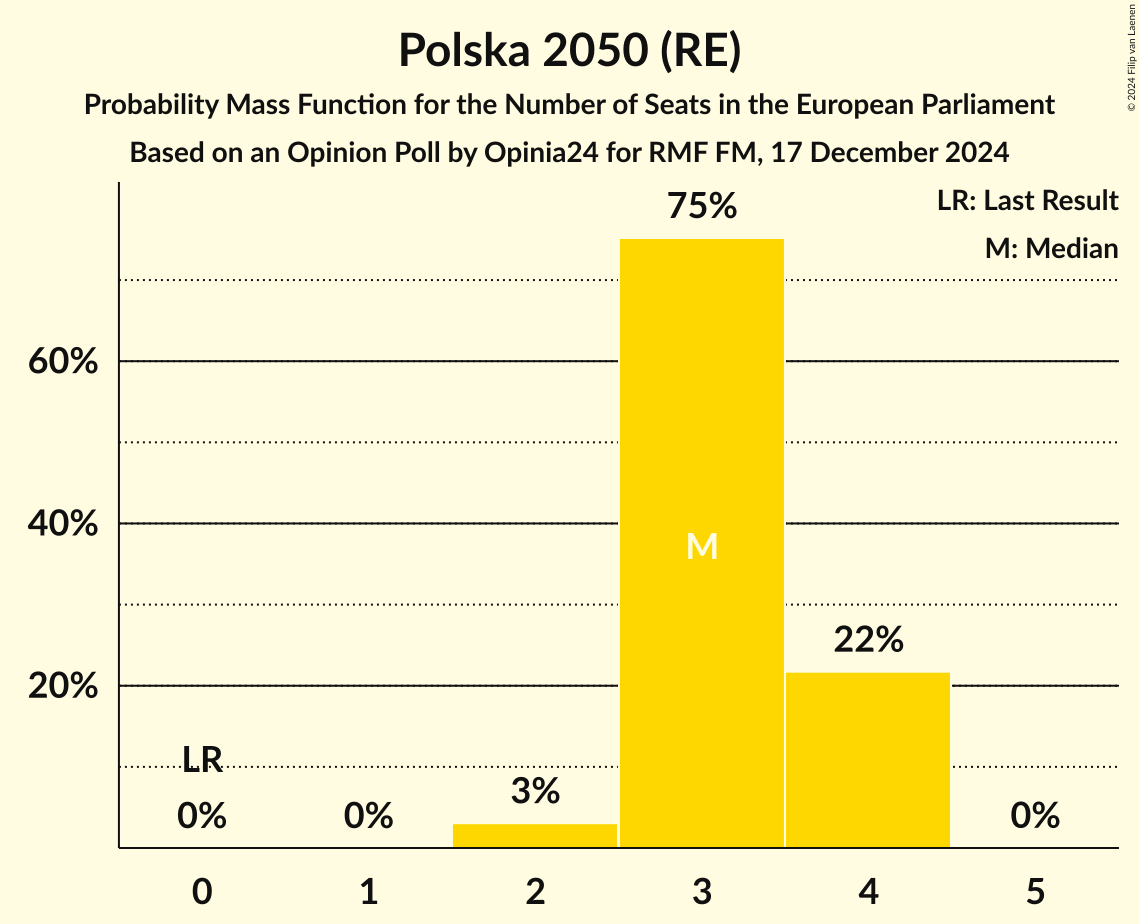 Polska 2050 (RE)
Probability Mass Function for the Number of Seats in the European Parliament
Based on an Opinion Poll by Opinia24 for RMF FM, 17 December 2024
© 2024 Filip van Laenen
LR: Last Result
M: Median
75%
60%
40%
20%
M
22%
LR
0%
0%
3%
0%
0
1
2
3
4
5